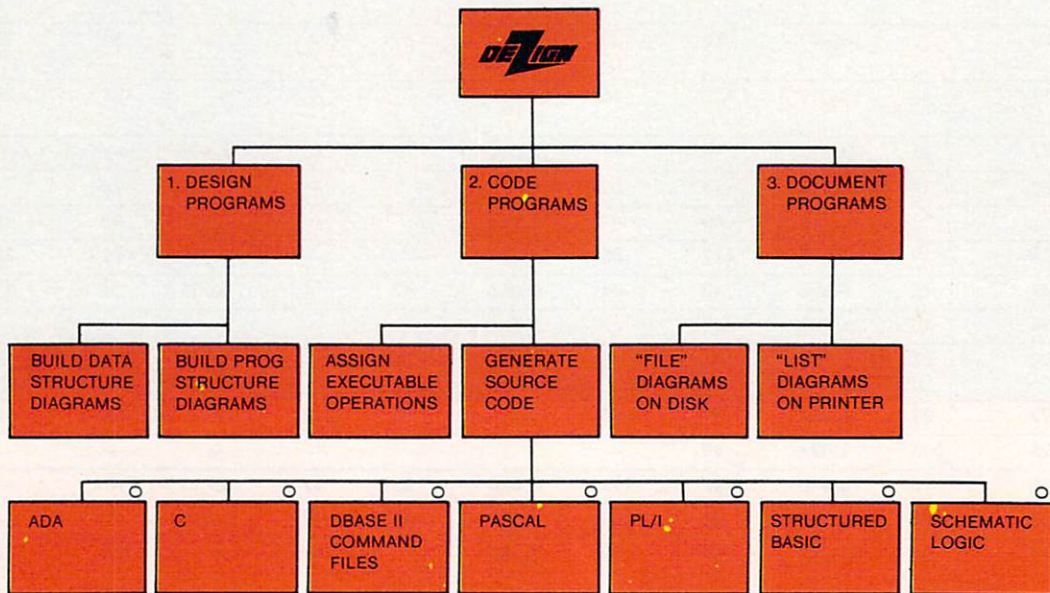 DEZIGN
1. DESIGN
PROGRAMS
2. CODE
PROGRAMS
3. DOCUMENT
PROGRAMS
BUILD DATA
STRUCTURE
DIAGRAMS
BUILD PROG
STRUCTURE
DIAGRAMS
ASSIGN
EXECUTABLE
OPERATIONS
GENERATE
SOURCE
CODE
"FILE"
DIAGRAMS
ON DISK
"LIST"
DIAGRAMS
ON PRINTER
ADA
C
DBASE II
COMMAND
FILES
PASCAL
PL/I
STRUCTURED
BASIC
SCHEMATIC
LOGIC